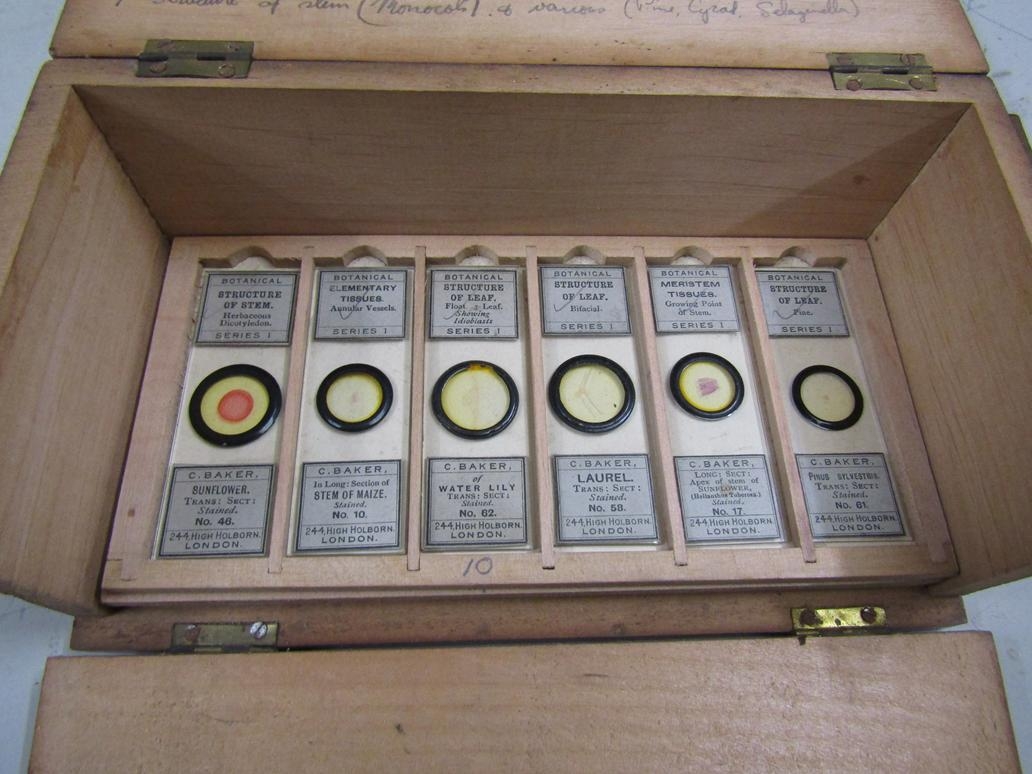 Structure of stem (Monocots). & various (Pine, Cycad, Selaginella)
BOTANICAL
STRUCTURE
OF STEM.
Herbaceous
Dicotyledon.
SERIES 1
C. BAKER,
SUNFLOWER,
TRANS: SECT:
Stained.
No. 46.
244, HIGH HOLBORN.
LONDON.
BOTANICAL
ELEMENTARY
TISSUES.
Annular Vessels.
SERIES 1
C. BAKER,
In Long: Section of
STEM OF MAIZE.
Stained.
No. 10.
244, HIGH HOLBORN.
LONDON.
BOTANICAL
STRUCTURE
OF LEAF.
Float Leaf.
Showing
Idioblasts
SERIES 1
C. BAKER,
of
WATER LILY
TRANS: SECT:
Stained.
No. 62.
244, HIGH HOLBORN.
LONDON.
BOTANICAL
STRUCTURE
OF LEAF.
Bifacial.
SERIES 1
C. BAKER,
LAUREL.
TRANS: SECT:
Stained.
No. 58.
244, HIGH HOLBORN.
LONDON.
BOTANICAL
MERISTEM
TISSUES.
Growing Point
of Stem.
SERIES 1
C. BAKER,
LONG: SECT:
Apex of stem of
SUNFLOWER,
(Helianthus Tuberosa.)
Stained.
No. 17.
244, HIGH HOLBORN.
LONDON.
BOTANICAL
STRUCTURE
OF LEAF.
Pine.
SERIES 1
C. BAKER,
PINUS SYLVESTRIS.
TRANS: SECT:
Stained.
No. 61.
244, HIGH HOLBORN.
LONDON.
10